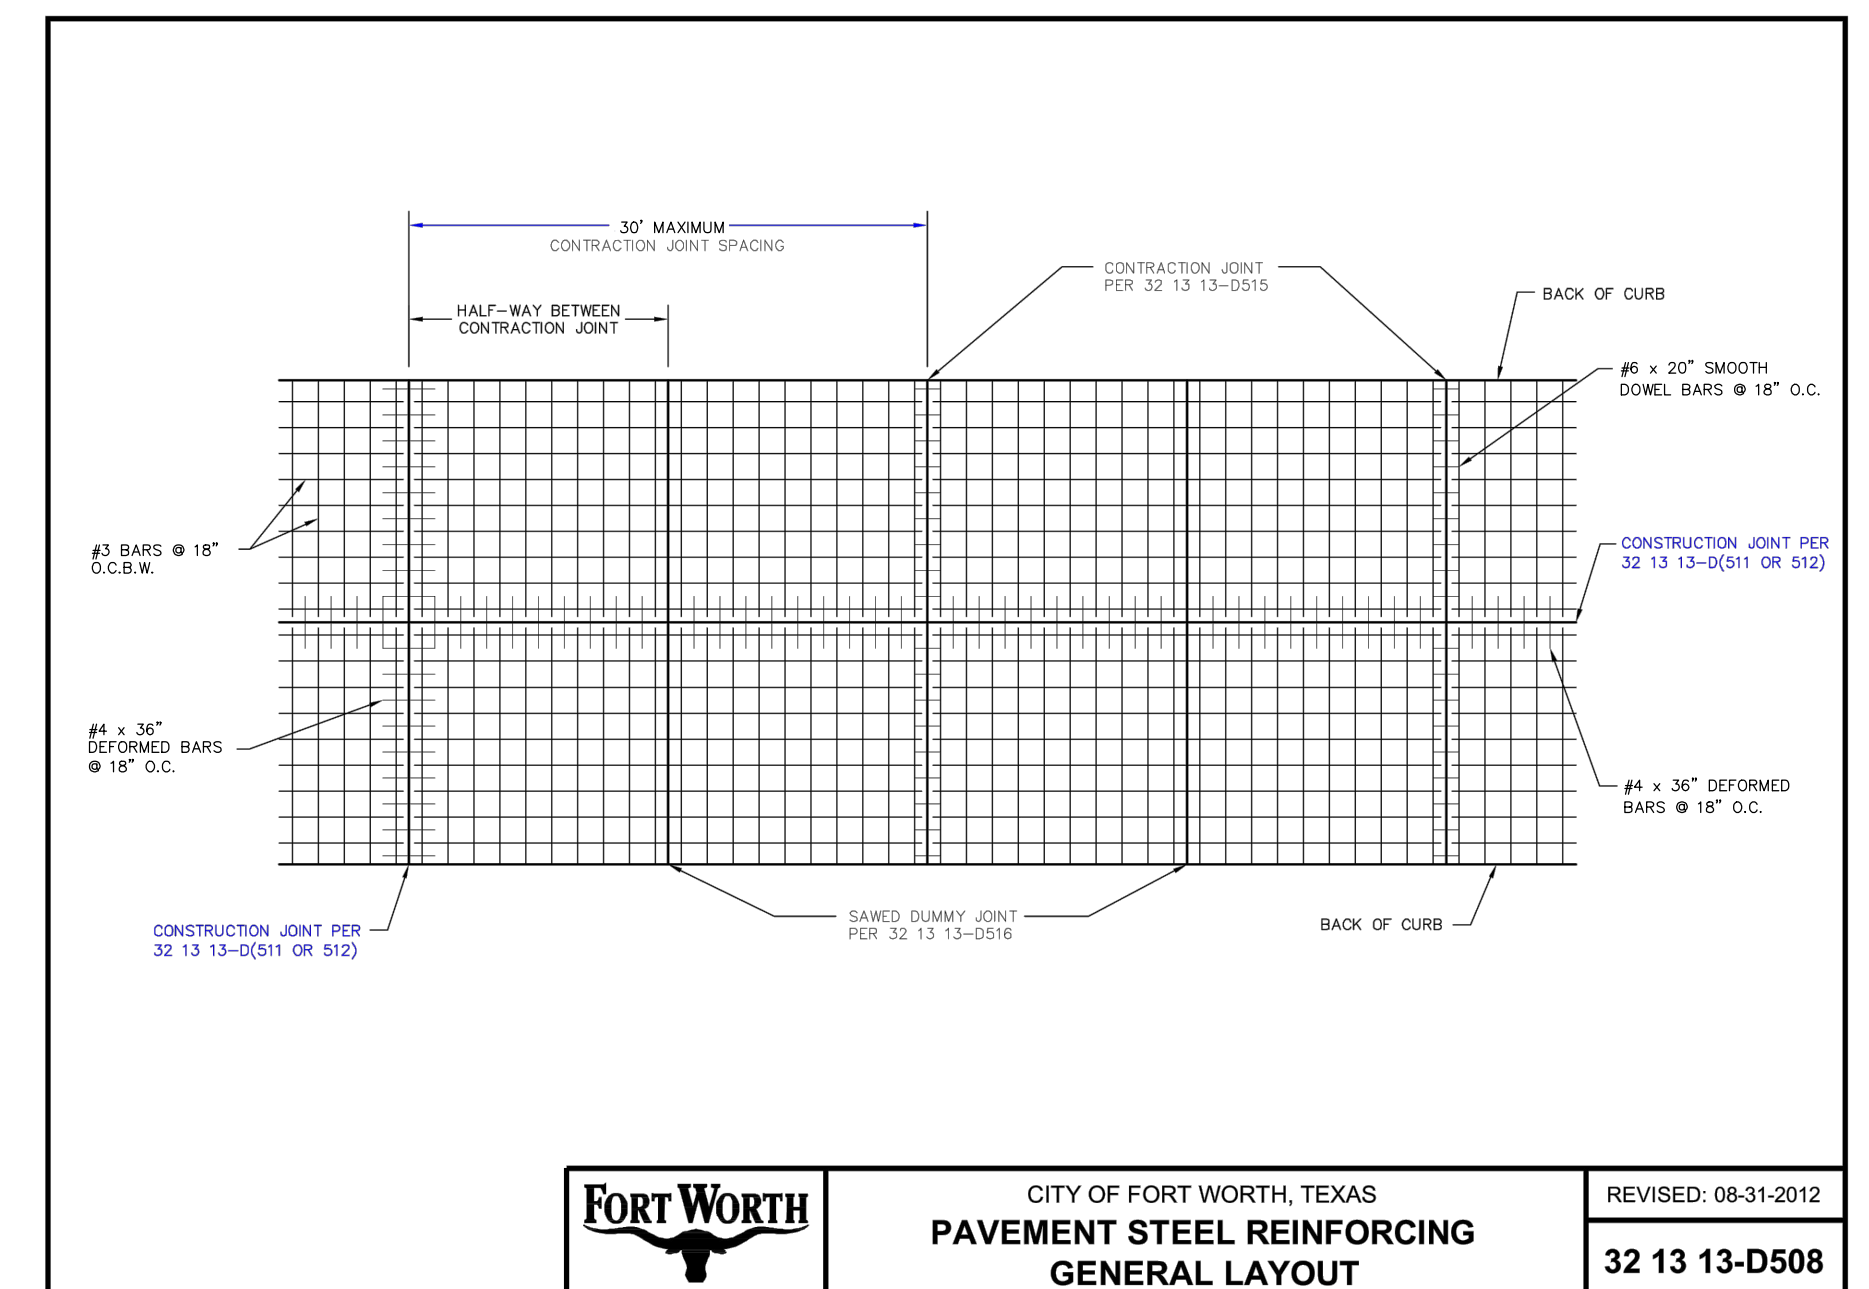 30' MAXIMUM
CONTRACTION JOINT SPACING
HALF-WAY BETWEEN
CONTRACTION JOINT
CONTRACTION JOINT
PER 32 13 13-D515
BACK OF CURB
#6 x 20" SMOOTH
DOWEL BARS @ 18" O.C.
#3 BARS @ 18"
O.C.B.W.
CONSTRUCTION JOINT PER
32 13 13-D(511 OR 512)
#4 x 36"
DEFORMED BARS
@ 18" O.C.
#4 x 36" DEFORMED
BARS @ 18" O.C.
CONSTRUCTION JOINT PER
32 13 13-D(511 OR 512)
SAWED DUMMY JOINT
PER 32 13 13-D516
BACK OF CURB
FORT WORTH
CITY OF FORT WORTH, TEXAS
PAVEMENT STEEL REINFORCING
GENERAL LAYOUT
REVISED: 08-31-2012
32 13 13-D508